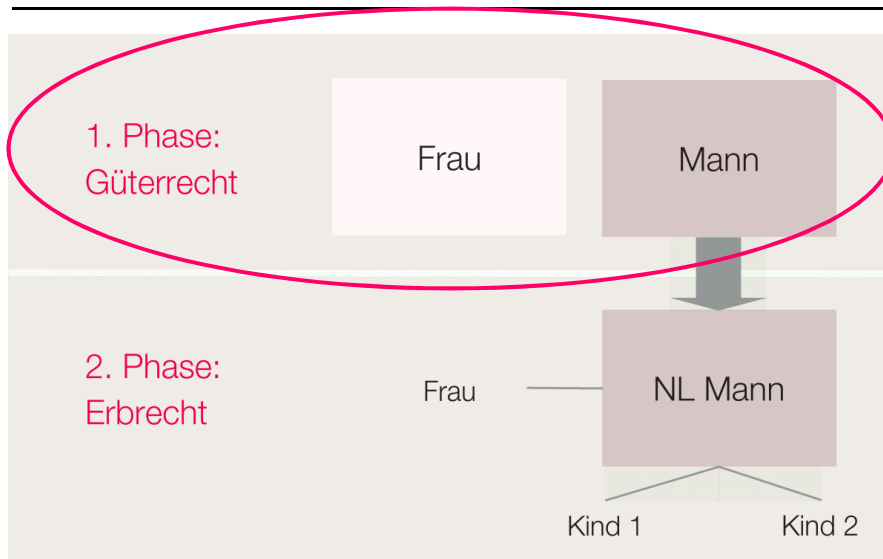 1. Phase:
Güterrecht
Frau
Mann
2. Phase:
Erbrecht
Frau
NL Mann
Kind 1
Kind 2